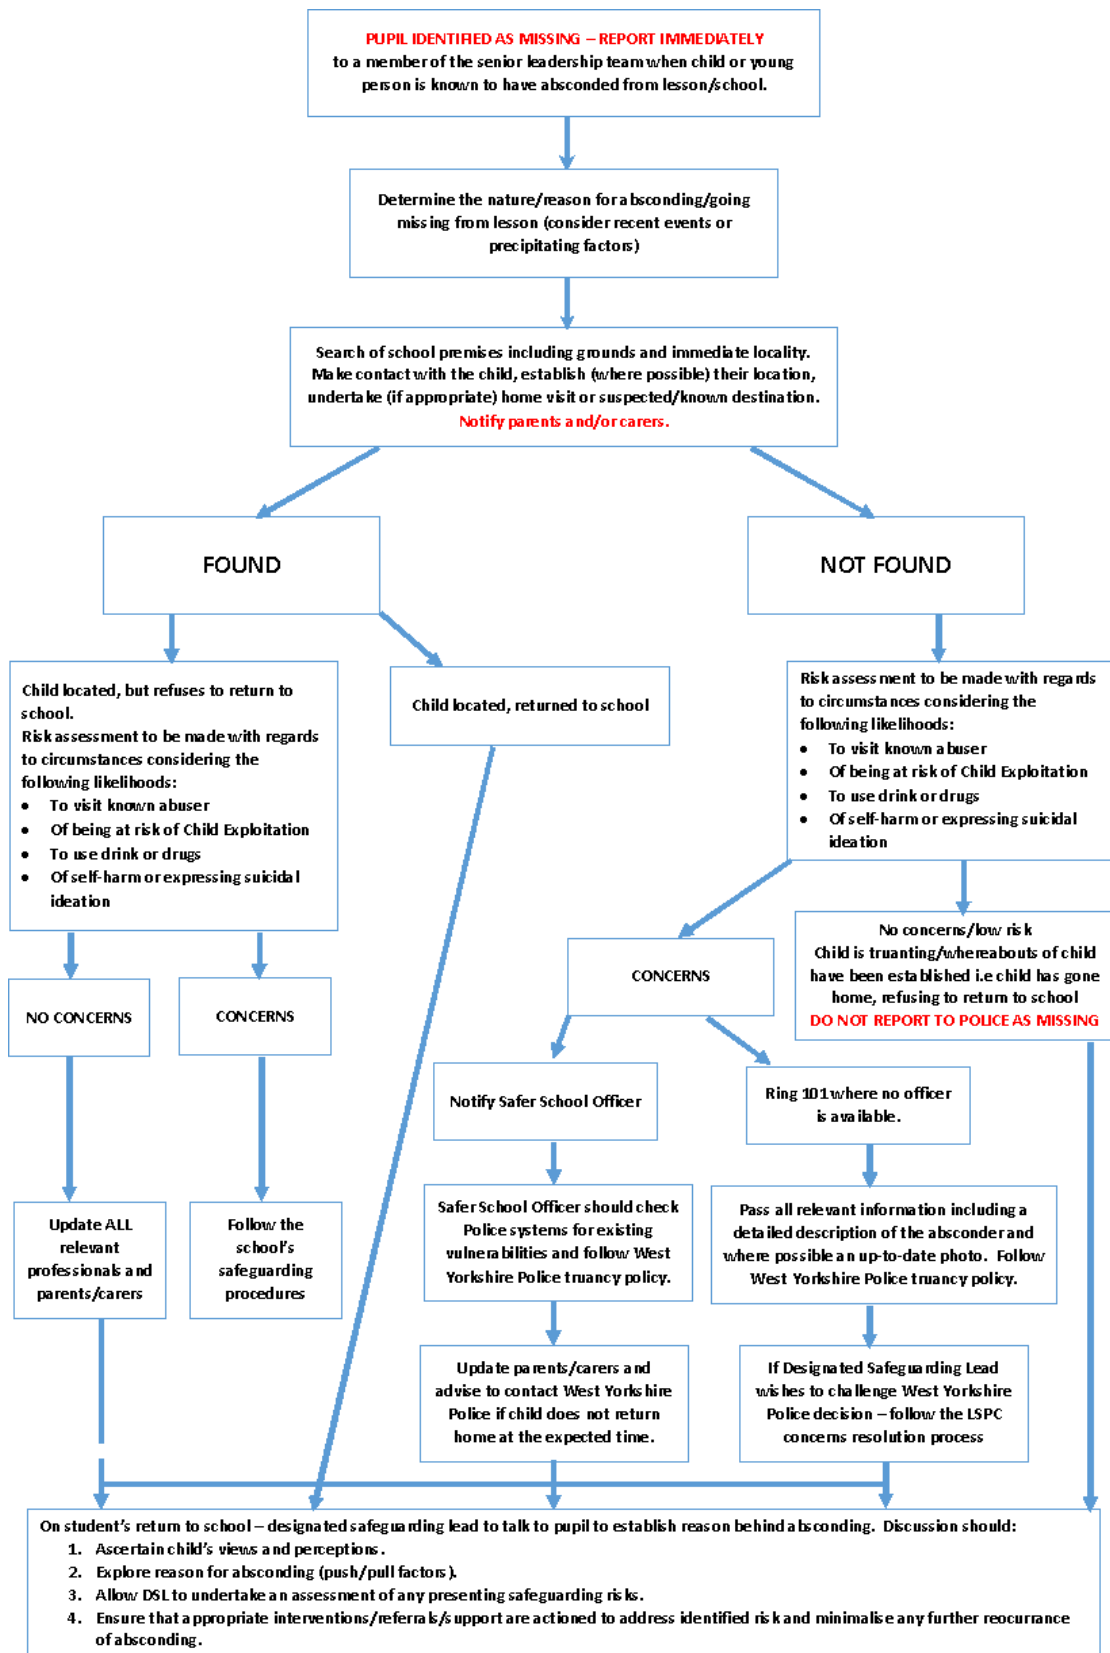 PUPIL IDENTIFIED AS MISSING – REPORT IMMEDIATELY
to a member of the senior leadership team when child or young
person is known to have absconded from lesson/school.
Determine the nature/reason for absconding/going
missing from lesson (consider recent events or
precipitating factors)
Search of school premises including grounds and immediate locality.
Make contact with the child, establish (where possible) their location,
undertake (if appropriate) home visit or suspected/known destination.
Notify parents and/or carers.
FOUND
NOT FOUND
Child located, but refuses to return to
school.
Risk assessment to be made with regards
to circumstances considering the
following likelihoods:
• To visit known abuser
• Of being at risk of Child Exploitation
• To use drink or drugs
• Of self-harm or expressing suicidal
ideation
Child located, returned to school
Risk assessment to be made with regards
to circumstances considering the
following likelihoods:
• To visit known abuser
• Of being at risk of Child Exploitation
• To use drink or drugs
• Of self-harm or expressing suicidal
ideation
NO CONCERNS
CONCERNS
CONCERNS
No concerns/low risk
Child is truanting/whereabouts of child
have been established i.e child has gone
home, refusing to return to school
DO NOT REPORT TO POLICE AS MISSING
Notify Safer School Officer
Ring 101 where no officer
is available.
Update ALL
relevant
professionals and
parents/carers
Follow the
school's
safeguarding
procedures
Safer School Officer should check
Police systems for existing
vulnerabilities and follow West
Yorkshire Police truancy policy.
Pass all relevant information including a
detailed description of the absconder and
where possible an up-to-date photo. Follow
West Yorkshire Police truancy policy.
Update parents/carers and
advise to contact West Yorkshire
Police if child does not return
home at the expected time.
If Designated Safeguarding Lead
wishes to challenge West Yorkshire
Police decision – follow the LSPC
concerns resolution process
On student's return to school – designated safeguarding lead to talk to pupil to establish reason behind absconding. Discussion should:
1. Ascertain child's views and perceptions.
2. Explore reason for absconding (push/pull factors).
3. Allow DSL to undertake an assessment of any presenting safeguarding risks.
4. Ensure that appropriate interventions/referrals/support are actioned to address identified risk and minimalise any further reocurrance
of absconding.